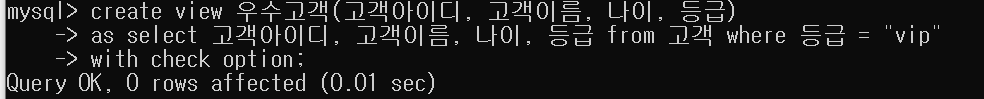 mysql> create view 우수고객(고객아이디, 고객이름, 나이, 등급)
    -> as select 고객아이디, 고객이름, 나이, 등급 from 고객 where 등급 = "vip"
    -> with check option;
Query OK, 0 rows affected (0.01 sec)